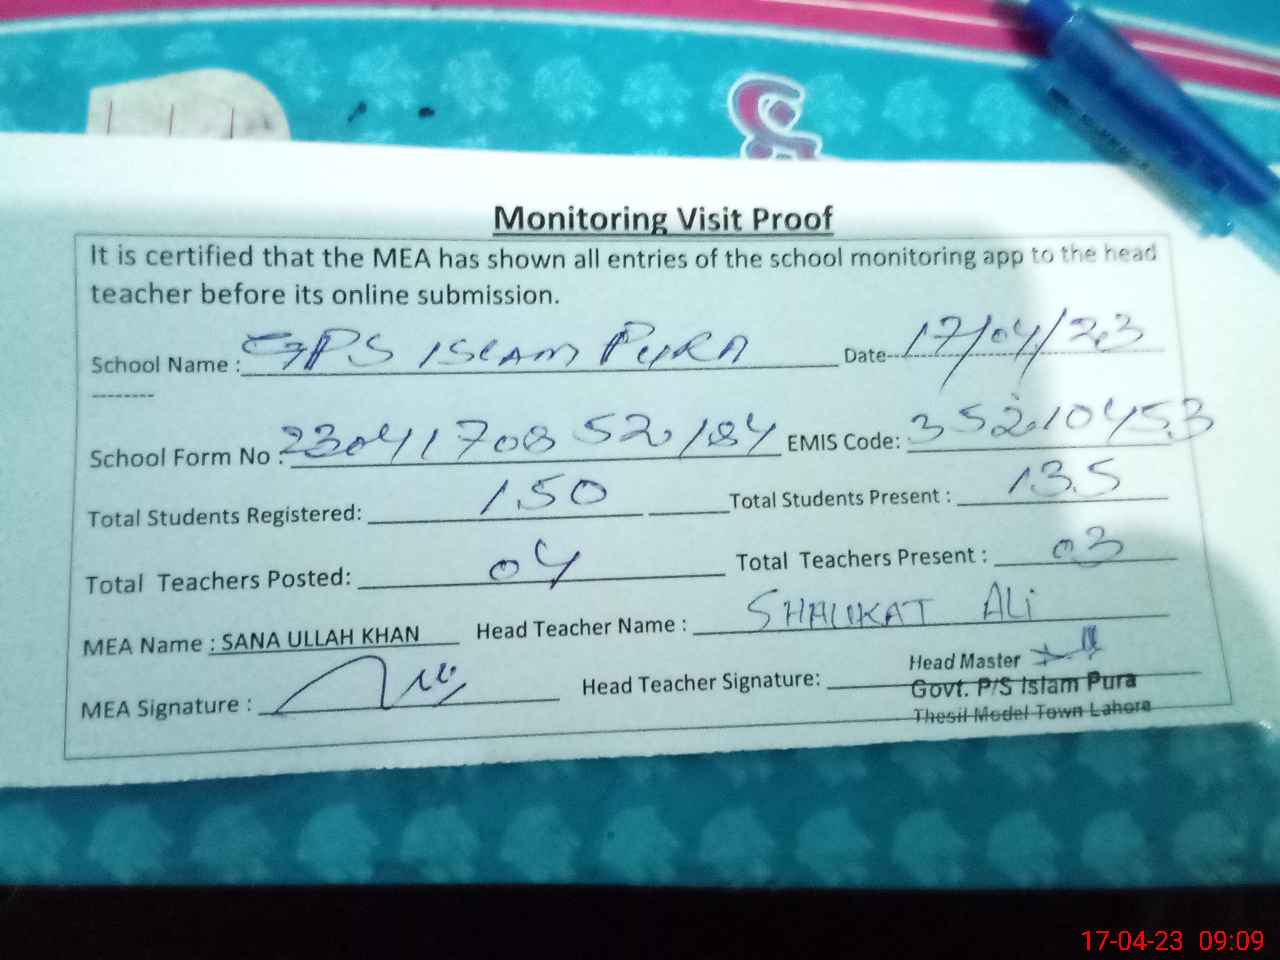 Monitoring Visit Proof
It is certified that the MEA has shown all entries of the school monitoring app to the head
teacher before its online submission.
School Name : GPS ISLAM PURA Date-- 17/04/23
--------
School Form No : 23041708 52184 EMIS Code: 35210453
Total Students Registered: 150 Total Students Present : 135
Total Teachers Posted: 04 Total Teachers Present : 03
MEA Name : SANA ULLAH KHAN Head Teacher Name : SHAUKAT ALi
MEA Signature : Head Teacher Signature: Head Master
Govt. P/S Islam Pura
Thesil Model Town Lahore
17-04-23 09:09